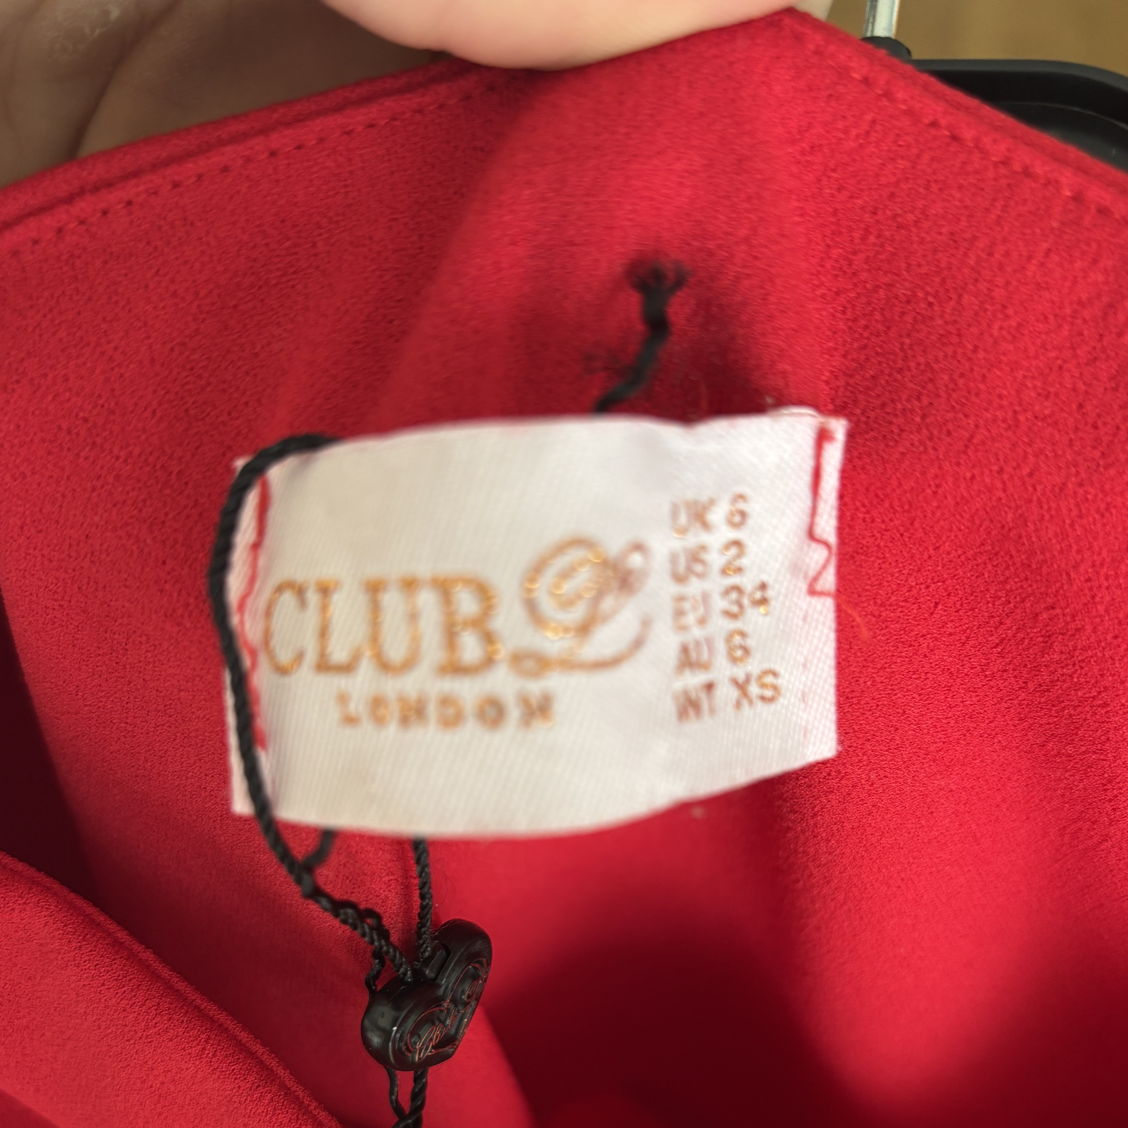 CLUB L
LONDON
UK 6
US 2
EU 34
AU 6
INT XS